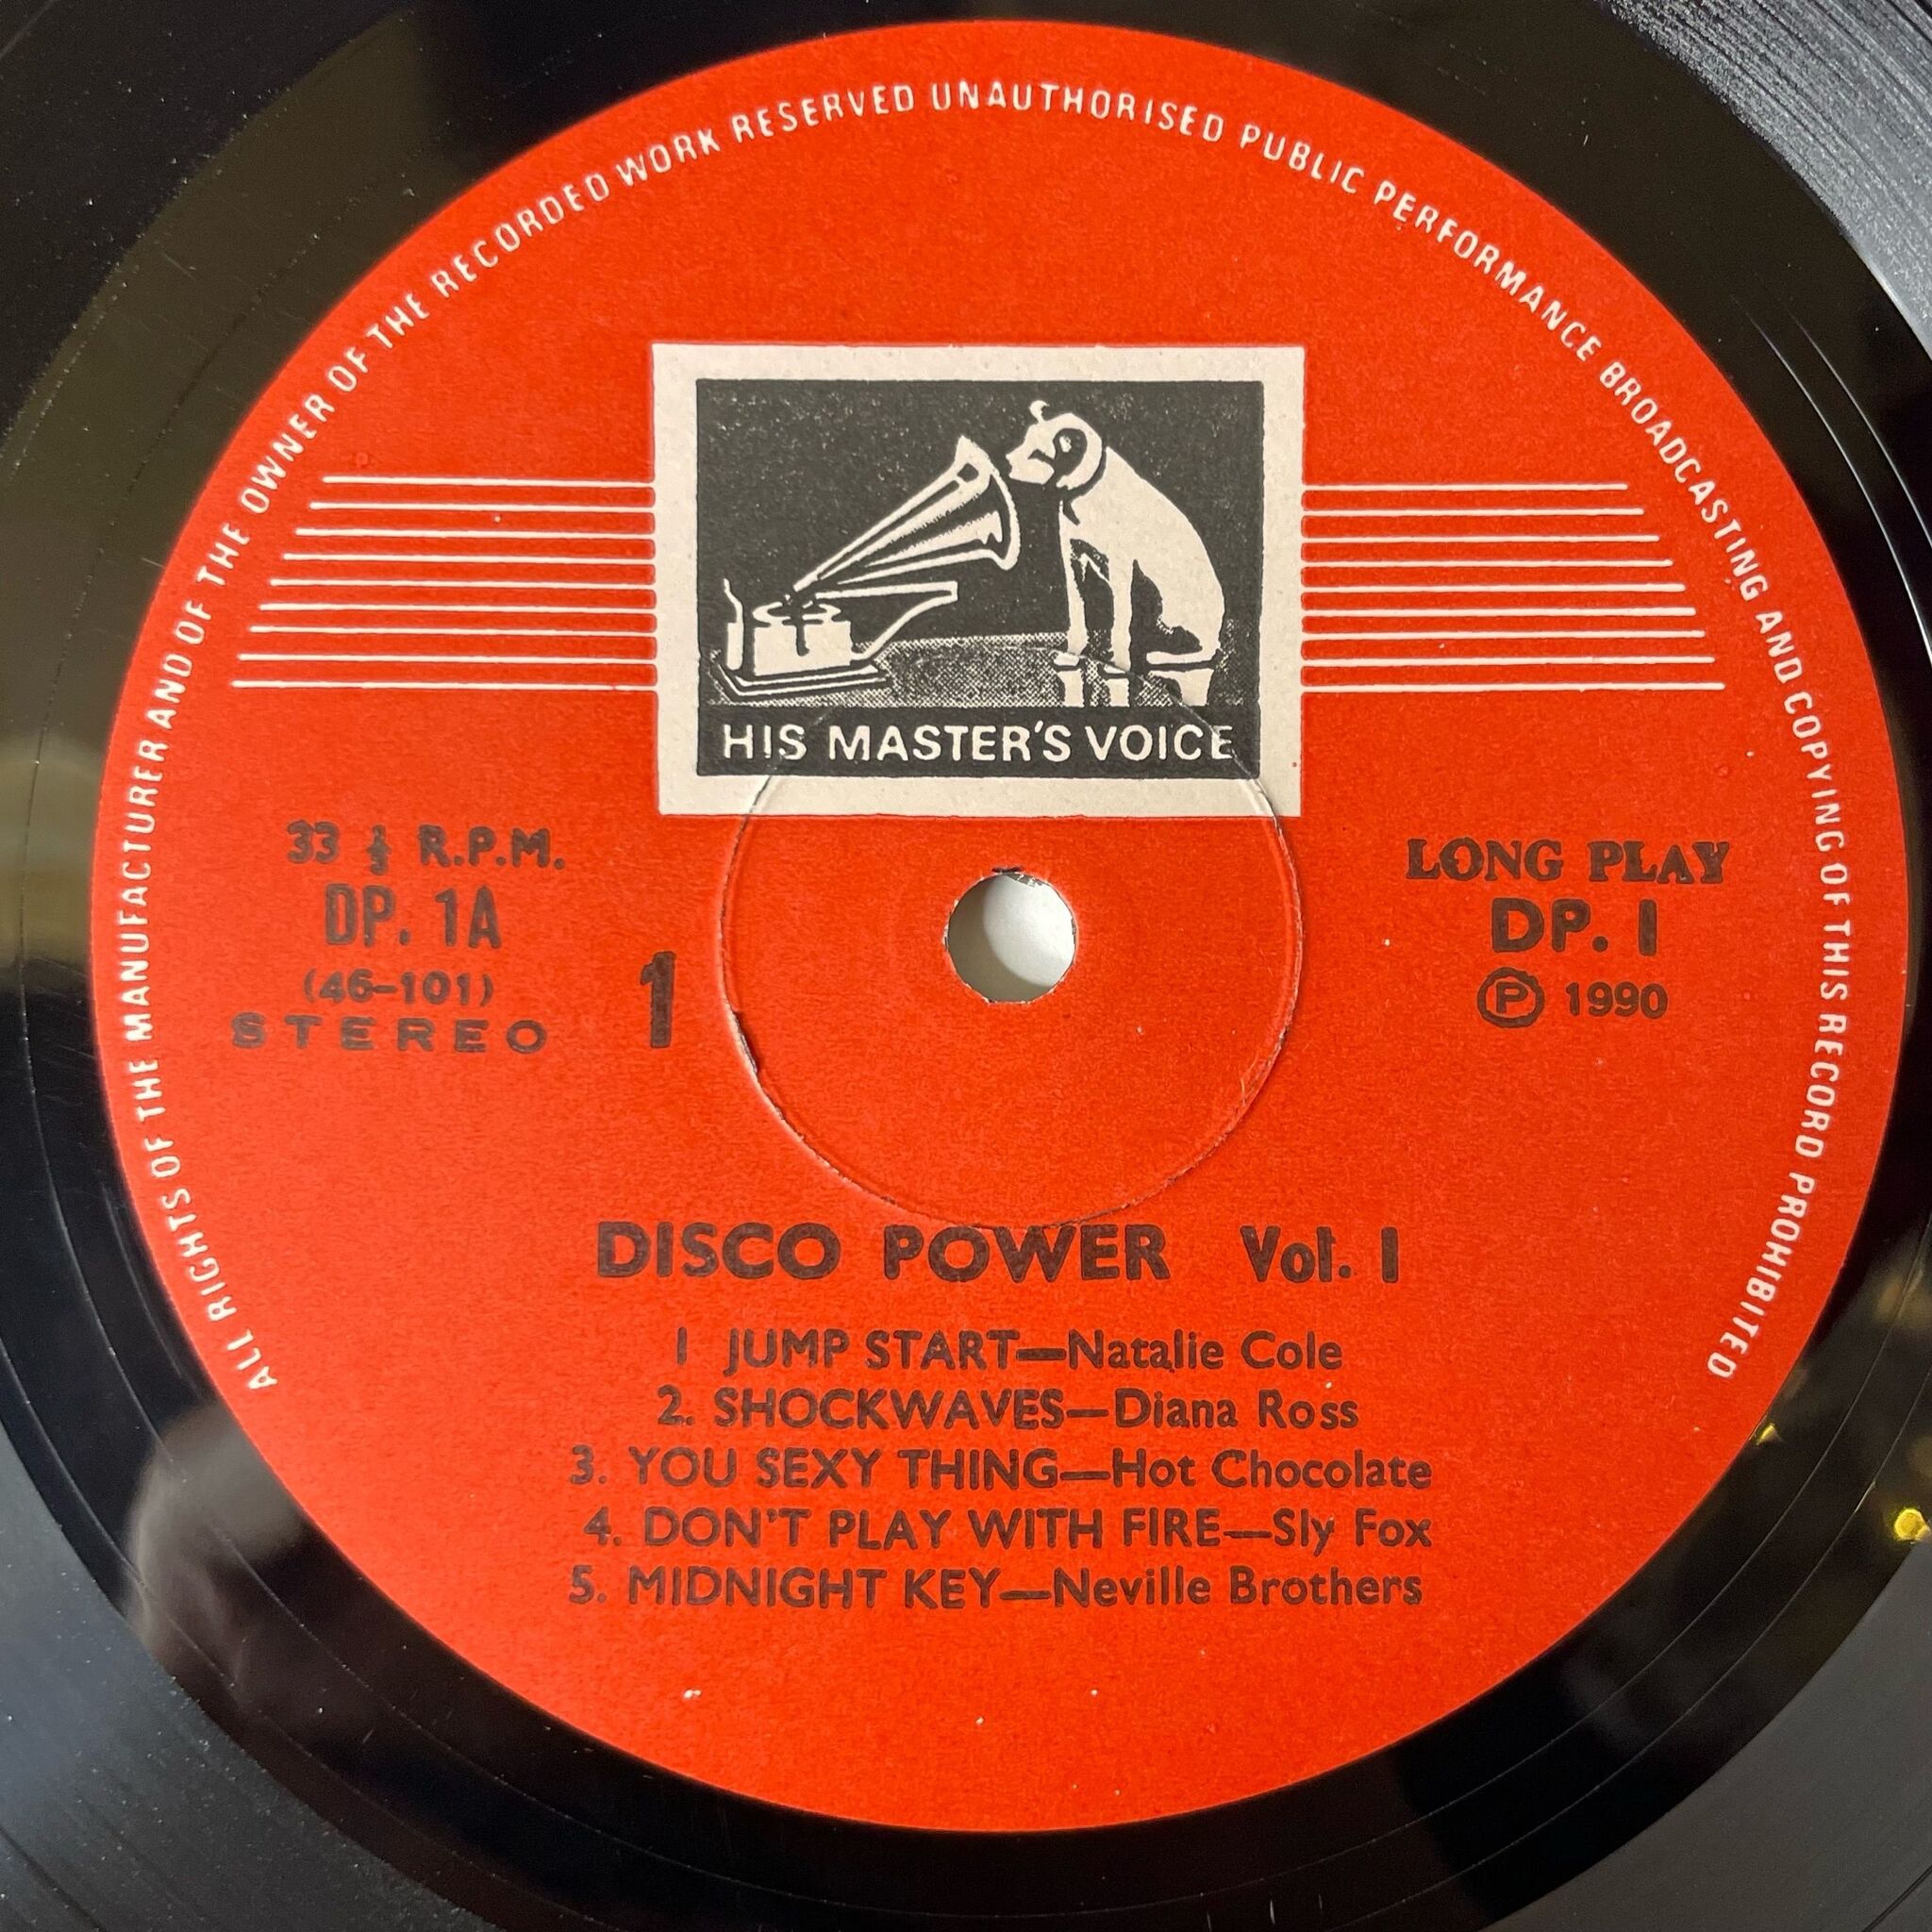 ALL RIGHTS OF THE MANUFACTURER AND OF THE OWNER OF THE RECORDED WORK RESERVED UNAUTHORISED PUBLIC PERFORMANCE BROADCASTING AND COPYING OF THIS RECORD PROHIBITED
HIS MASTER'S VOICE
33 ⅓ R.P.M.
DP. 1A
(46-101)
STEREO
1
LONG PLAY
DP. 1
Ⓟ 1990
DISCO POWER Vol. 1
1 JUMP START—Natalie Cole
2. SHOCKWAVES—Diana Ross
3. YOU SEXY THING—Hot Chocolate
4. DON'T PLAY WITH FIRE—Sly Fox
5. MIDNIGHT KEY—Neville Brothers